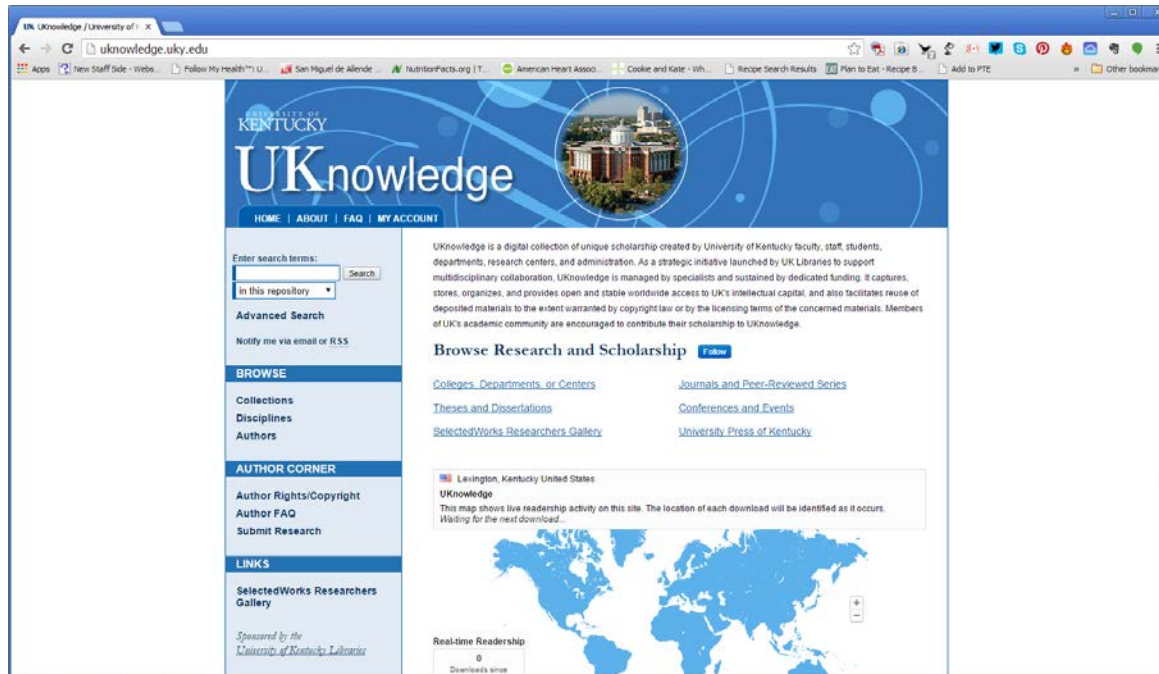 UKnowledge / University of
uknowledge.uky.edu
Apps
New Staff Side - Webs...
Follow My Health™: U...
San Miguel de Allende ...
NutritionFacts.org | T...
American Heart Assoc...
Cookie and Kate - Wh...
Recipe Search Results
Plan to Eat - Recipe B...
Add to PTE
Other bookmar
UNIVERSITY OF
KENTUCKY
UKnowledge
HOME | ABOUT | FAQ | MY ACCOUNT
Enter search terms:
Search
in this repository
Advanced Search
Notify me via email or RSS
BROWSE
Collections
Disciplines
Authors
AUTHOR CORNER
Author Rights/Copyright
Author FAQ
Submit Research
LINKS
SelectedWorks Researchers
Gallery
Sponsored by the
University of Kentucky Libraries
UKnowledge is a digital collection of unique scholarship created by University of Kentucky faculty, staff, students,
departments, research centers, and administration. As a strategic initiative launched by UK Libraries to support
multidisciplinary collaboration, UKnowledge is managed by specialists and sustained by dedicated funding. It captures,
stores, organizes, and provides open and stable worldwide access to UK's intellectual capital, and also facilitates reuse of
deposited materials to the extent warranted by copyright law or by the licensing terms of the concerned materials. Members
of UK's academic community are encouraged to contribute their scholarship to UKnowledge.
Browse Research and Scholarship Follow
Colleges, Departments, or Centers
Journals and Peer-Reviewed Series
Theses and Dissertations
Conferences and Events
SelectedWorks Researchers Gallery
University Press of Kentucky
Lexington, Kentucky United States
UKnowledge
This map shows live readership activity on this site. The location of each download will be identified as it occurs.
Waiting for the next download...
Real-time Readership
0
Downloads since